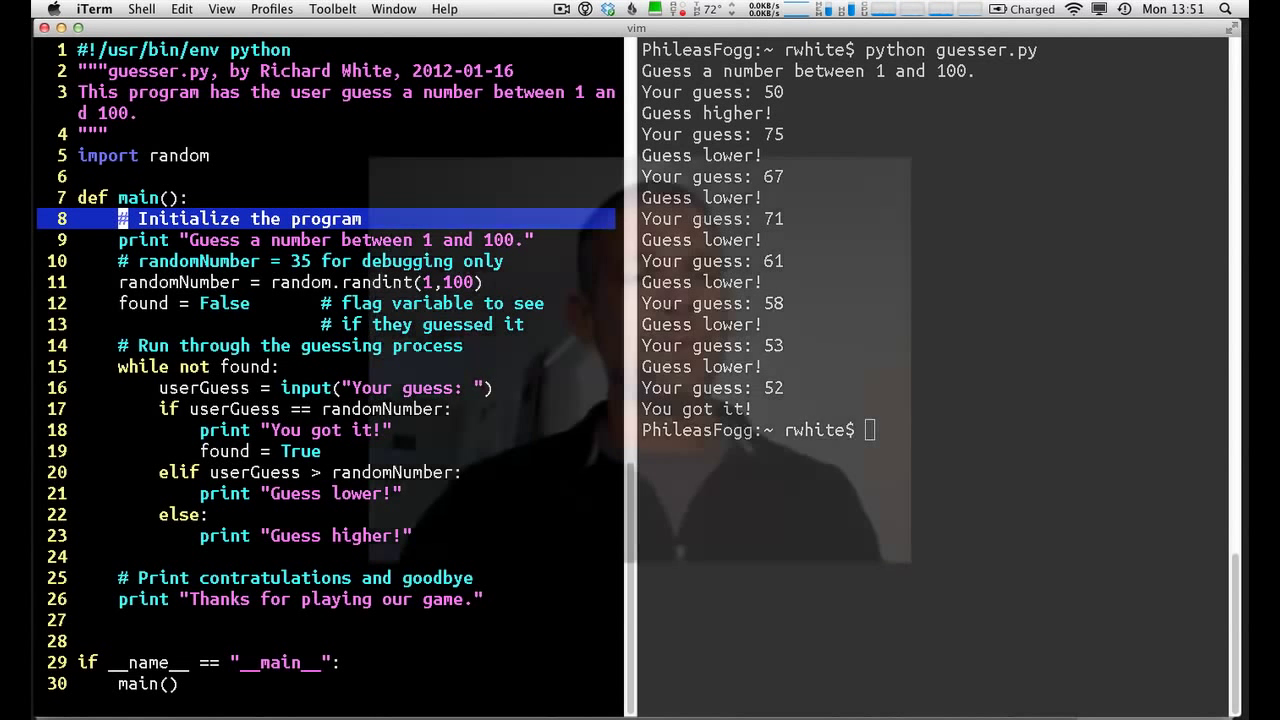 iTerm Shell Edit View Profiles Toolbelt Window Help 72° 0.0KB/s 0.0KB/s Charged Mon 13:51
vim
1 #!/usr/bin/env python
2 """guesser.py, by Richard White, 2012-01-16
3 This program has the user guess a number between 1 an
d 100.
4 """
5 import random
6
7 def main():
8 # Initialize the program
9 print "Guess a number between 1 and 100."
10 # randomNumber = 35 for debugging only
11 randomNumber = random.randint(1,100)
12 found = False # flag variable to see
13 # if they guessed it
14 # Run through the guessing process
15 while not found:
16 userGuess = input("Your guess: ")
17 if userGuess == randomNumber:
18 print "You got it!"
19 found = True
20 elif userGuess > randomNumber:
21 print "Guess lower!"
22 else:
23 print "Guess higher!"
24
25 # Print contratulations and goodbye
26 print "Thanks for playing our game."
27
28
29 if __name__ == "__main__":
30 main()
PhileasFogg:~ rwhite$ python guesser.py
Guess a number between 1 and 100.
Your guess: 50
Guess higher!
Your guess: 75
Guess lower!
Your guess: 67
Guess lower!
Your guess: 71
Guess lower!
Your guess: 61
Guess lower!
Your guess: 58
Guess lower!
Your guess: 53
Guess lower!
Your guess: 52
You got it!
PhileasFogg:~ rwhite$